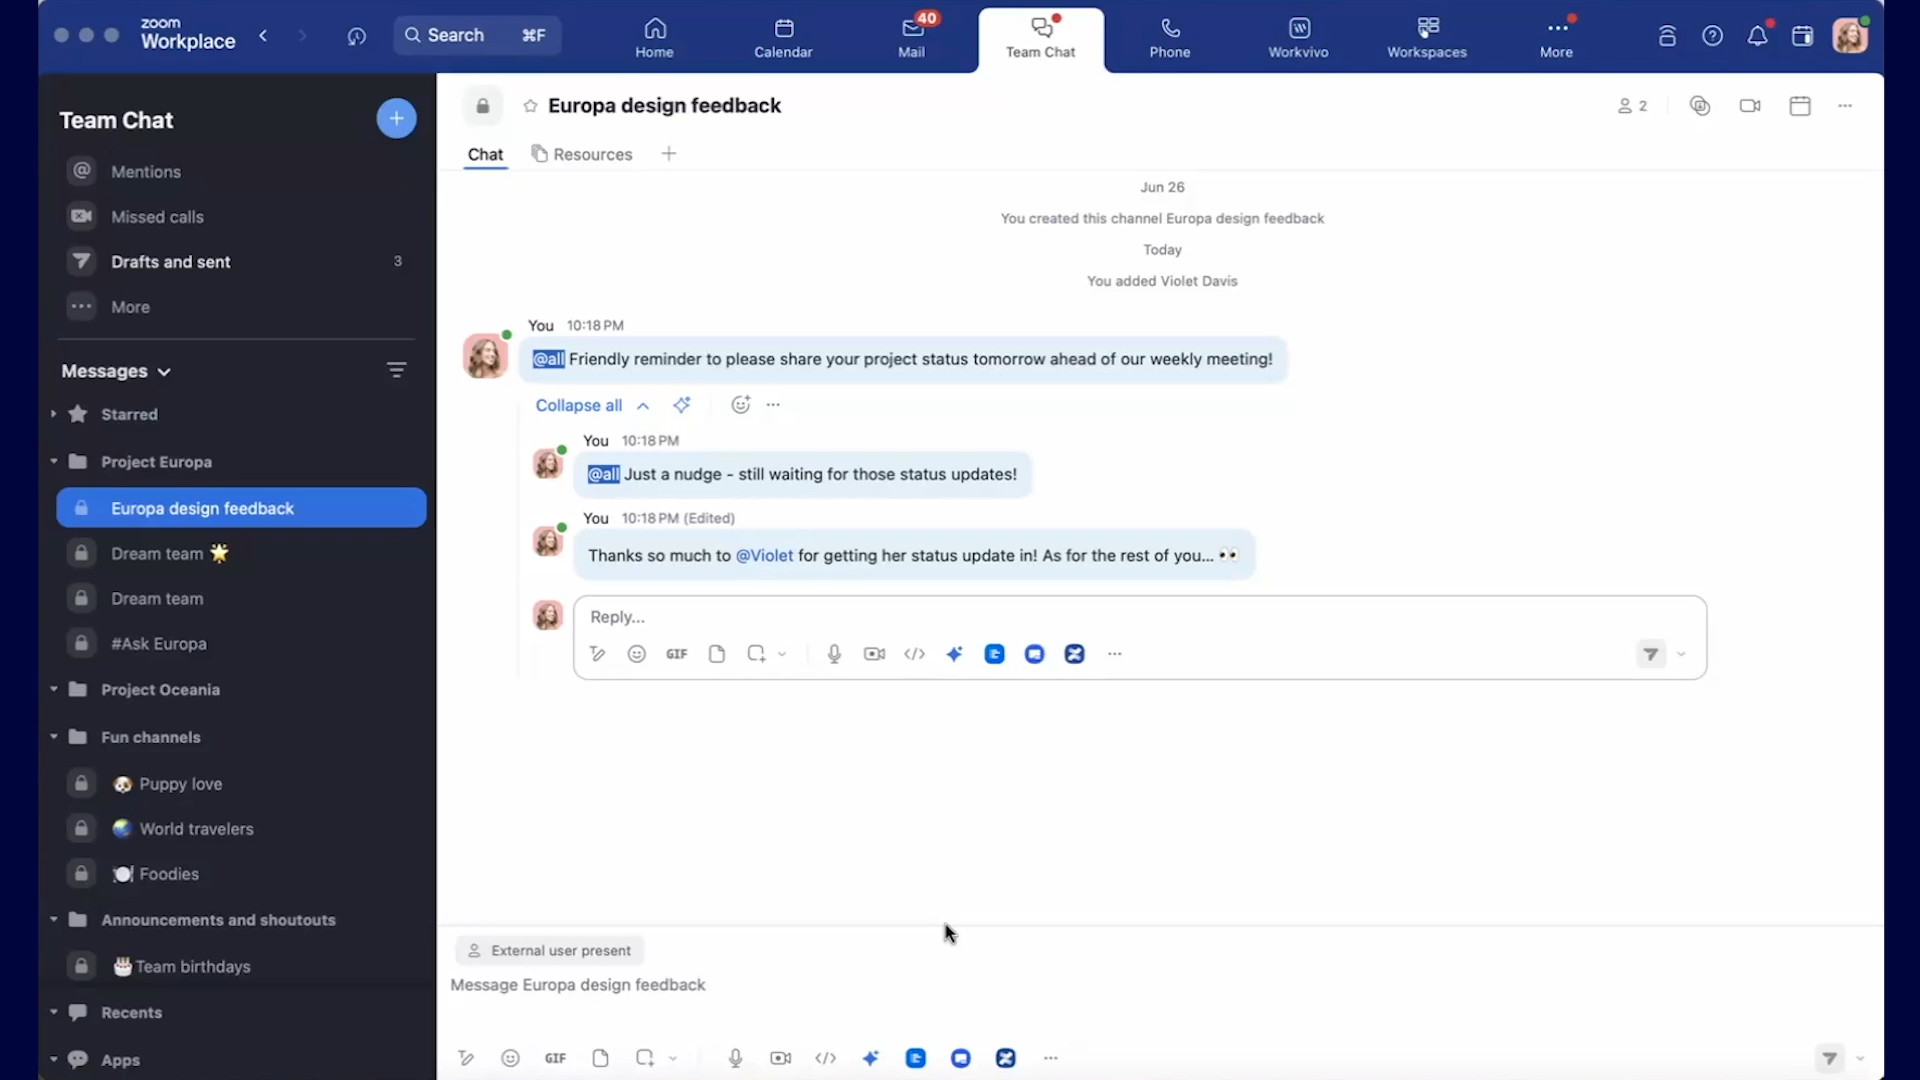 zoom
Workplace
Search ⌘F
Home
Calendar
40
Mail
Team Chat
Phone
Workvivo
Workspaces
More
Team Chat
Mentions
Missed calls
Drafts and sent 3
More
Messages
Starred
Project Europa
Europa design feedback
Dream team 🌟
Dream team
#Ask Europa
Project Oceania
Fun channels
🐶 Puppy love
🌏 World travelers
🍽️ Foodies
Announcements and shoutouts
🎂 Team birthdays
Recents
Apps
Europa design feedback
2
Chat
Resources
Jun 26
You created this channel Europa design feedback
Today
You added Violet Davis
You 10:18 PM
@all Friendly reminder to please share your project status tomorrow ahead of our weekly meeting!
Collapse all
You 10:18 PM
@all Just a nudge - still waiting for those status updates!
You 10:18 PM (Edited)
Thanks so much to @Violet for getting her status update in! As for the rest of you... 👀
Reply...
GIF
External user present
Message Europa design feedback
GIF